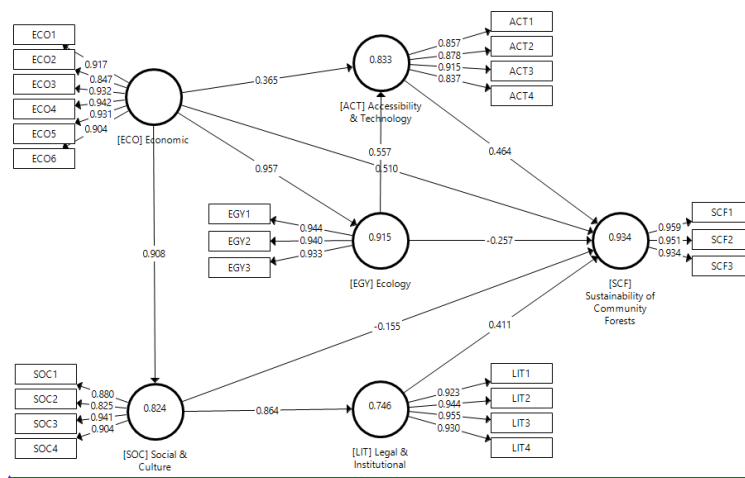 ECO1
ECO2
ECO3
ECO4
ECO5
ECO6
0.917
0.847
0.932
0.942
0.931
0.904
[ECO] Economic
0.365
0.833
[ACT] Accessibility
& Technology
0.857
0.878
0.915
0.837
ACT1
ACT2
ACT3
ACT4
0.557
0.510
0.464
0.957
0.908
EGY1
EGY2
EGY3
0.944
0.940
0.933
0.915
[EGY] Ecology
-0.257
0.934
[SCF]
Sustainability of
Community
Forests
0.959
0.951
0.934
SCF1
SCF2
SCF3
-0.155
0.411
SOC1
SOC2
SOC3
SOC4
0.880
0.825
0.941
0.904
0.824
[SOC] Social &
Culture
0.864
0.746
[LIT] Legal &
Institutional
0.923
0.944
0.955
0.930
LIT1
LIT2
LIT3
LIT4